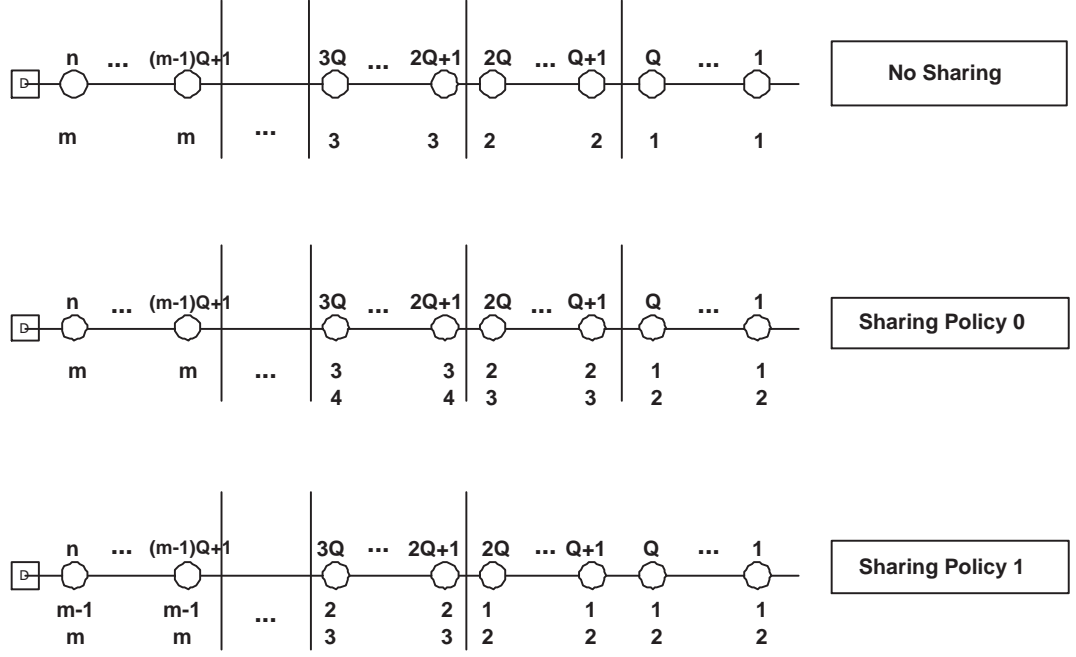 n ... (m-1)Q+1 3Q ... 2Q+1 2Q ... Q+1 Q ... 1
D
No Sharing
m m ... 3 3 2 2 1 1
n ... (m-1)Q+1 3Q ... 2Q+1 2Q ... Q+1 Q ... 1
D
Sharing Policy 0
m m ... 3 3 2 2 1 1
4 4 3 3 2 2
n ... (m-1)Q+1 3Q ... 2Q+1 2Q ... Q+1 Q ... 1
D
Sharing Policy 1
m-1 m-1 ... 2 2 1 1 1 1
m m 3 3 2 2 2 2